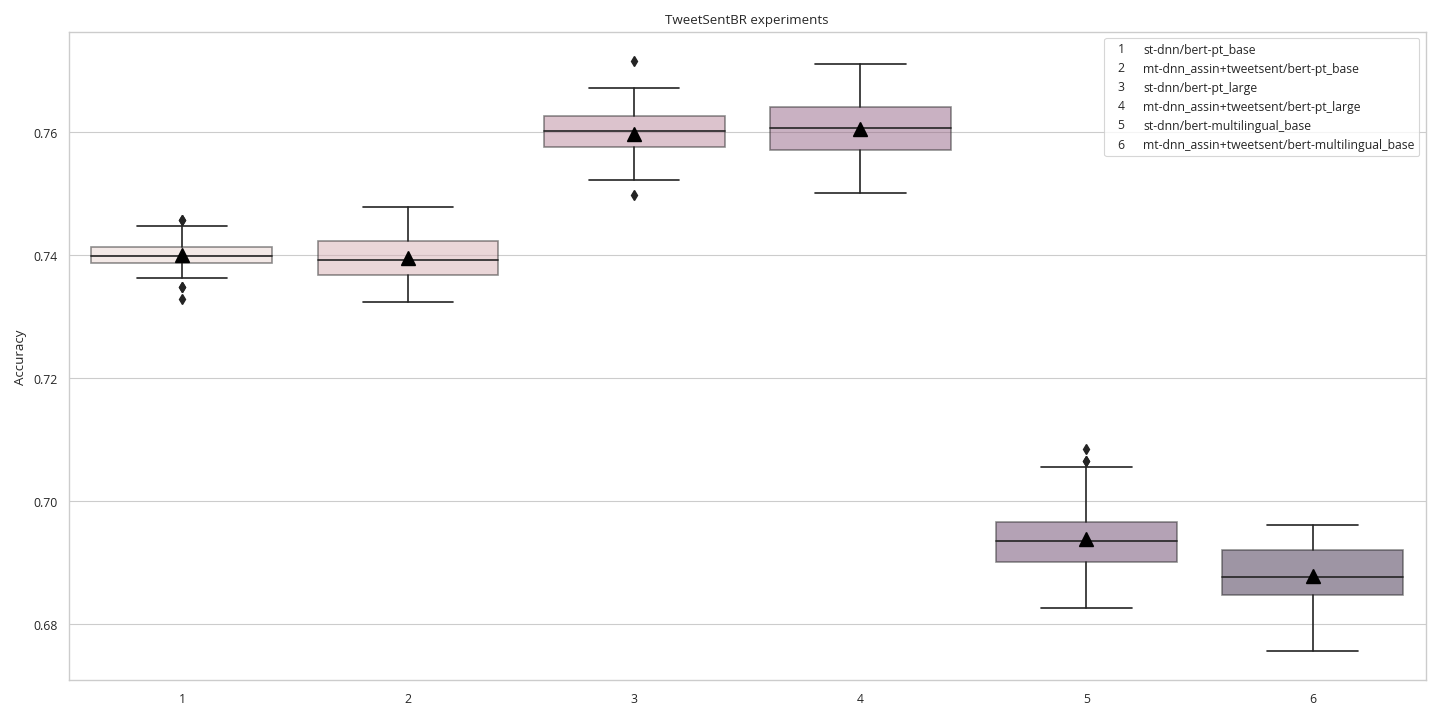 TweetSentBR experiments
1 st-dnn/bert-pt_base
2 mt-dnn_assin+tweetsent/bert-pt_base
3 st-dnn/bert-pt_large
4 mt-dnn_assin+tweetsent/bert-pt_large
5 st-dnn/bert-multilingual_base
6 mt-dnn_assin+tweetsent/bert-multilingual_base
Accuracy
0.76
0.74
0.72
0.70
0.68
1 2 3 4 5 6